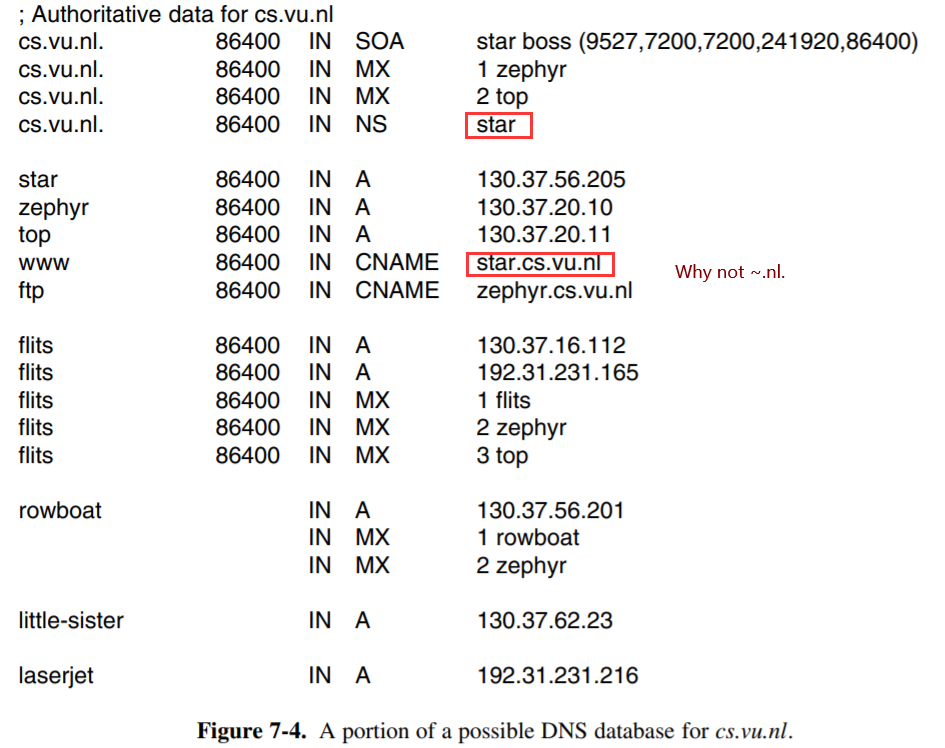 ; Authoritative data for cs.vu.nl
cs.vu.nl. 86400 IN SOA star boss (9527,7200,7200,241920,86400)
cs.vu.nl. 86400 IN MX 1 zephyr
cs.vu.nl. 86400 IN MX 2 top
cs.vu.nl. 86400 IN NS star
star 86400 IN A 130.37.56.205
zephyr 86400 IN A 130.37.20.10
top 86400 IN A 130.37.20.11
www 86400 IN CNAME star.cs.vu.nl Why not ~.nl.
ftp 86400 IN CNAME zephyr.cs.vu.nl
flits 86400 IN A 130.37.16.112
flits 86400 IN A 192.31.231.165
flits 86400 IN MX 1 flits
flits 86400 IN MX 2 zephyr
flits 86400 IN MX 3 top
rowboat IN A 130.37.56.201
IN MX 1 rowboat
IN MX 2 zephyr
little-sister IN A 130.37.62.23
laserjet IN A 192.31.231.216
Figure 7-4. A portion of a possible DNS database for cs.vu.nl.